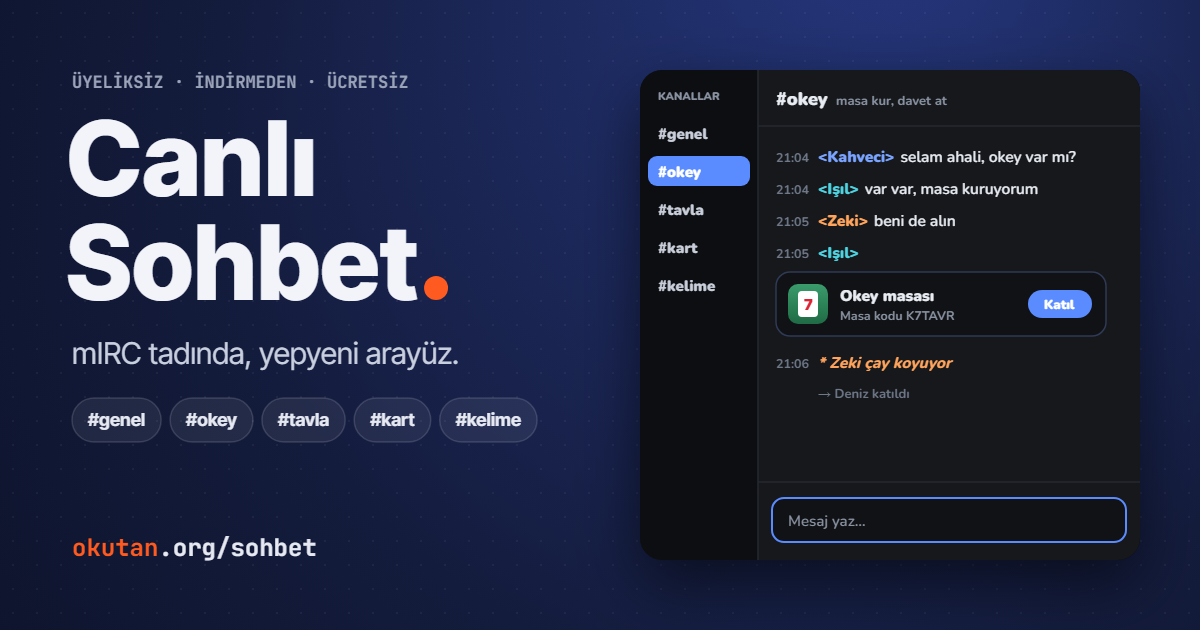 ÜYELİKSİZ · İNDİRMEDEN · ÜCRETSİZ
Canlı
Sohbet.
mIRC tadında, yepyeni arayüz.
#genel #okey #tavla #kart #kelime
okutan.org/sohbet
KANALLAR
#genel
#okey
#tavla
#kart
#kelime
#okey masa kur, davet at
21:04 <Kahveci> selam ahali, okey var mı?
21:04 <Işıl> var var, masa kuruyorum
21:05 <Zeki> beni de alın
21:05 <Işıl>
7
Okey masası
Masa kodu K7TAVR
Katıl
21:06 * Zeki çay koyuyor
→ Deniz katıldı
Mesaj yaz...